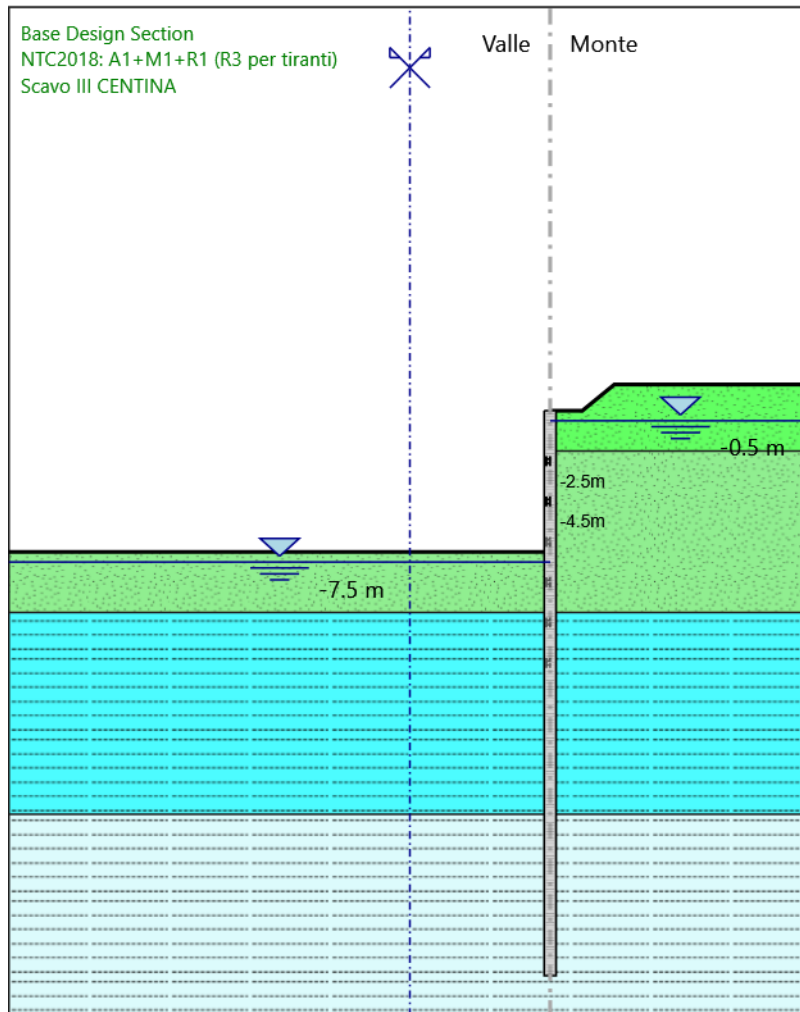 Base Design Section
NTC2018: A1+M1+R1 (R3 per tiranti)
Scavo III CENTINA
Valle
Monte
-0.5 m
-2.5m
-4.5m
-7.5 m